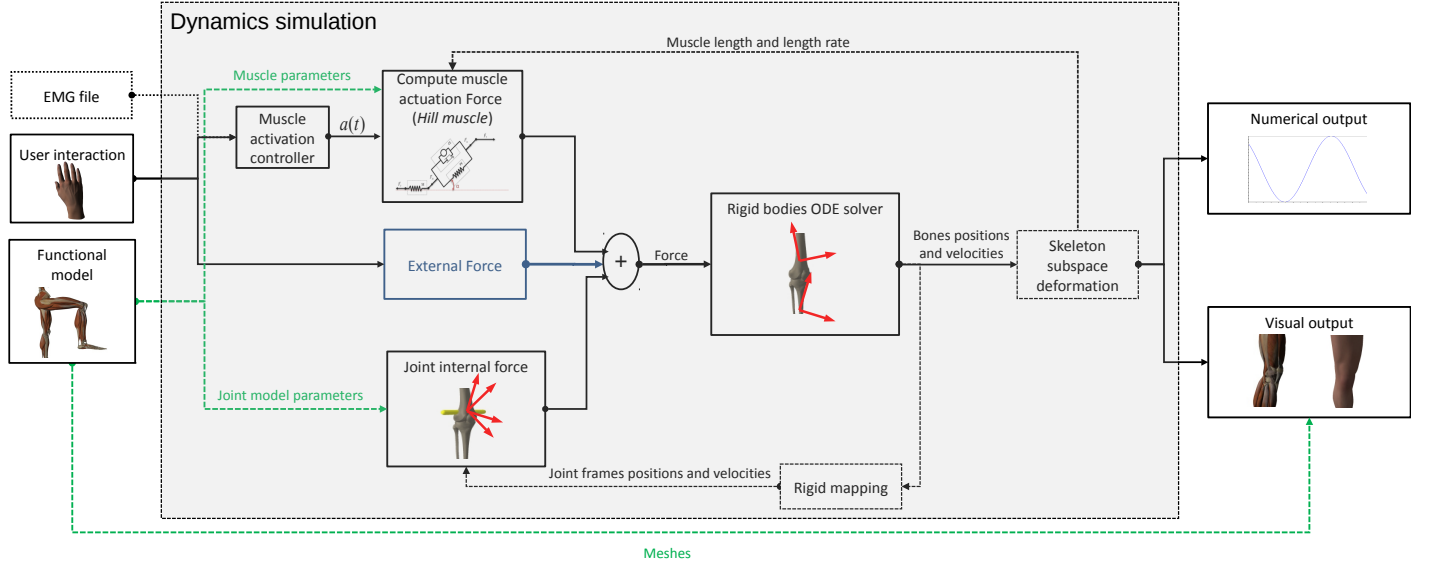 Dynamics simulation
Muscle length and length rate
EMG file
Muscle parameters
Compute muscle
actuation Force
(Hill muscle)
Muscle
activation
controller
a(t)
User interaction
Numerical output
Functional
model
External Force
+
Force
Rigid bodies ODE solver
Bones positions
and velocities
Skeleton
subspace
deformation
Visual output
Joint model parameters
Joint internal force
Joint frames positions and velocities
Rigid mapping
Meshes